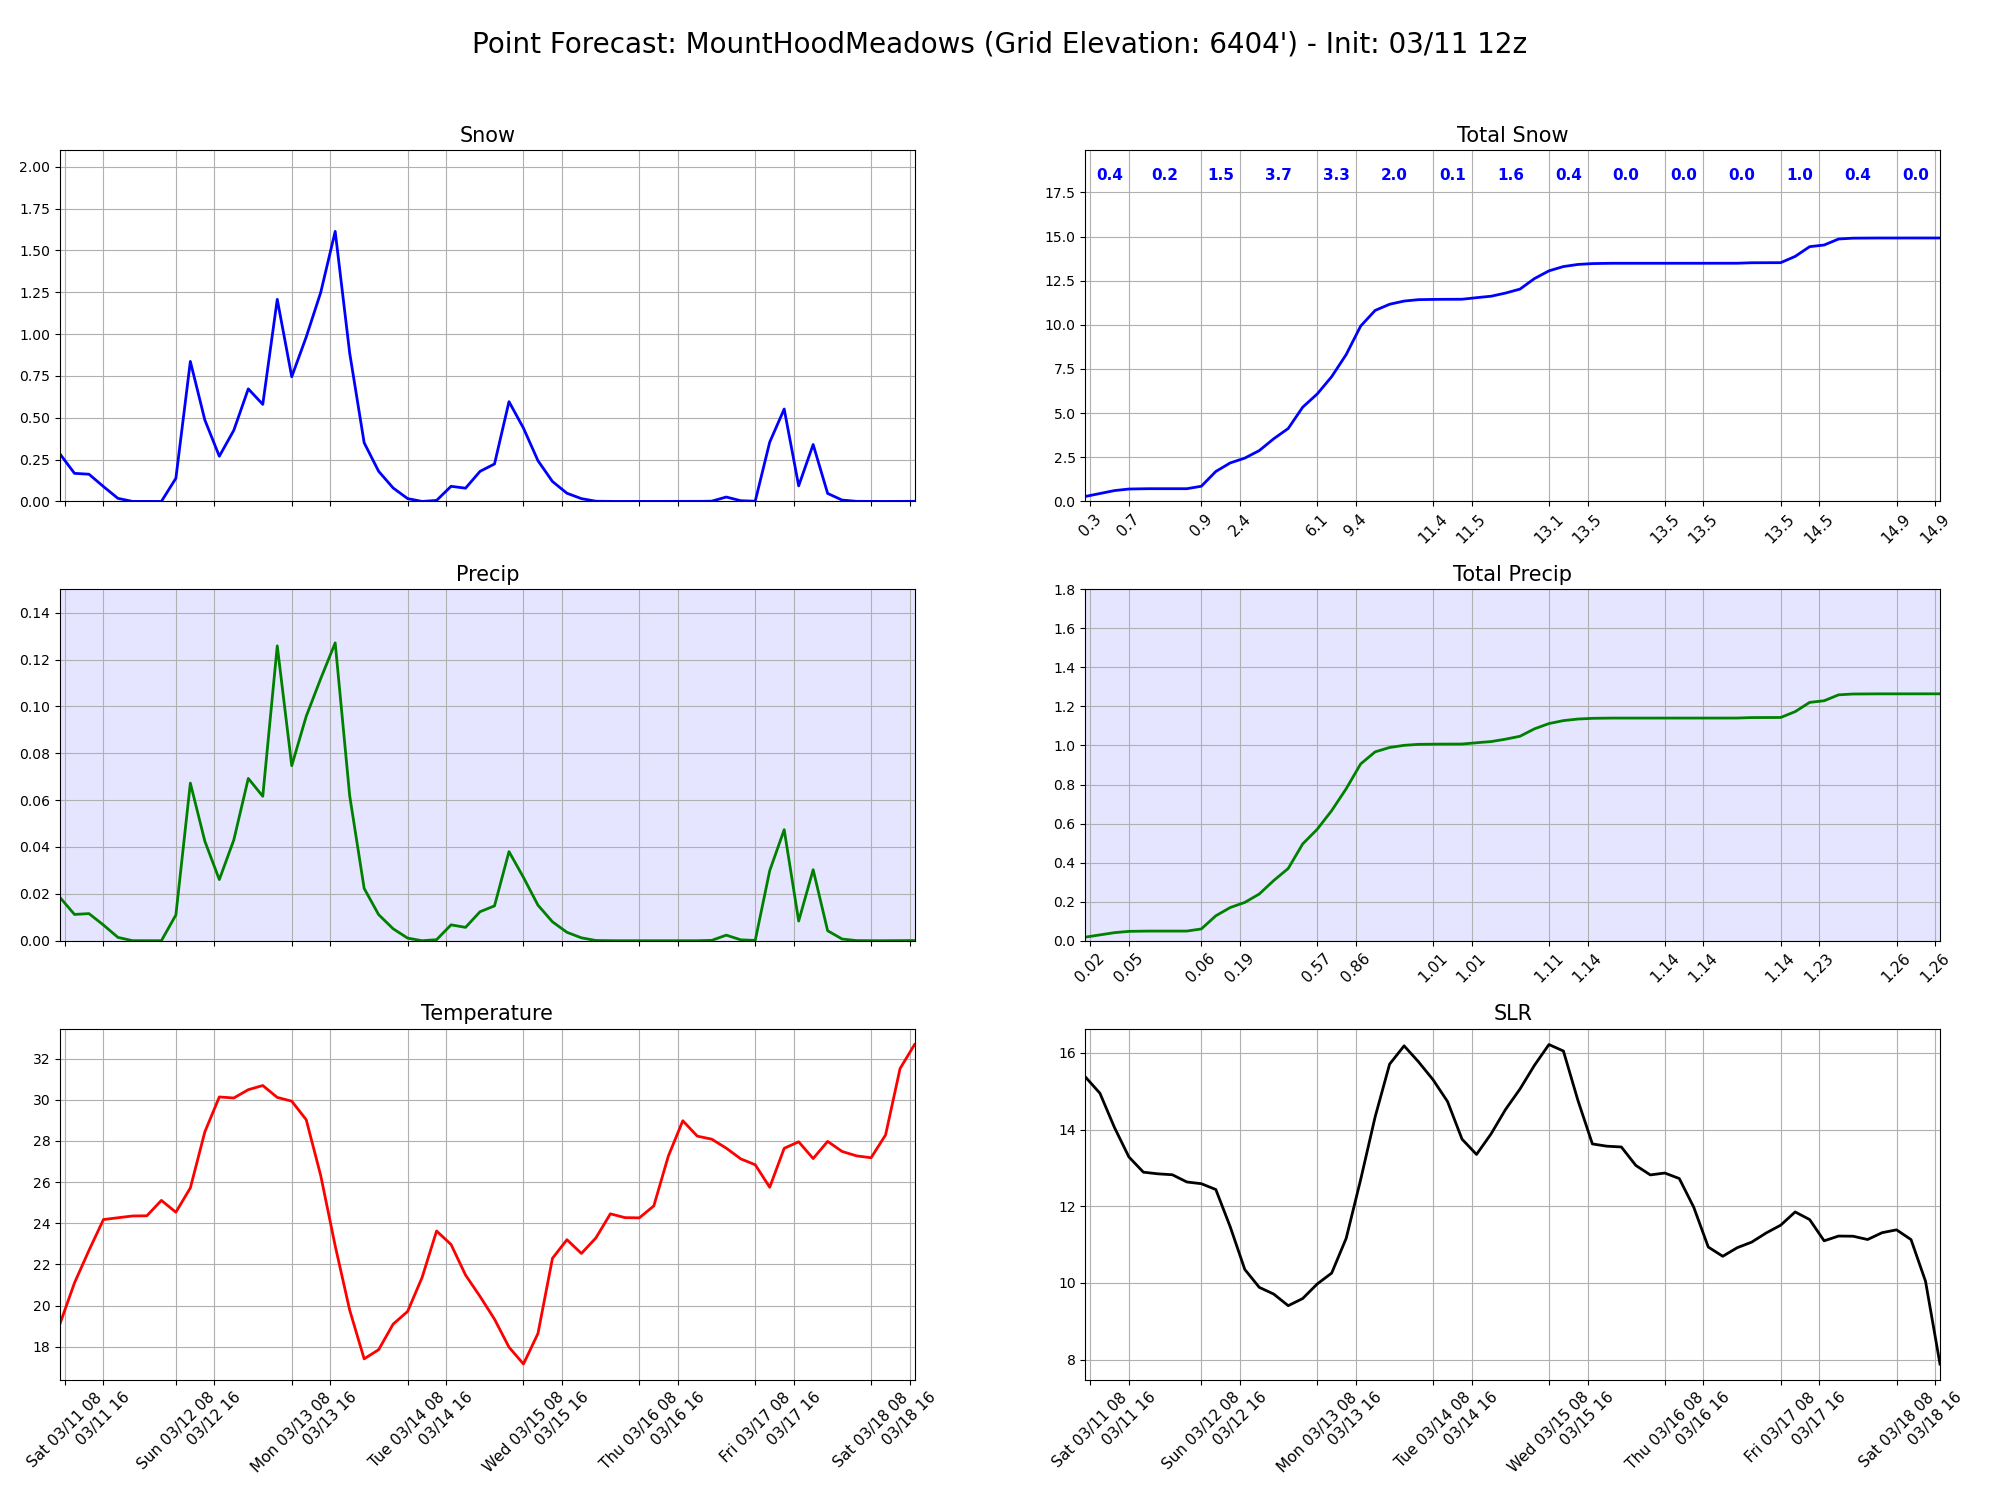 Point Forecast: MountHoodMeadows (Grid Elevation: 6404') - Init: 03/11 12z
Snow
2.00
1.75
1.50
1.25
1.00
0.75
0.50
0.25
0.00
Total Snow
0.4 0.2 1.5 3.7 3.3 2.0 0.1 1.6 0.4 0.0 0.0 0.0 1.0 0.4 0.0
17.5
15.0
12.5
10.0
7.5
5.0
2.5
0.0
0.3 0.7 0.9 2.4 6.1 9.4 11.4 11.5 13.1 13.5 13.5 13.5 13.5 14.5 14.9 14.9
Precip
0.14
0.12
0.10
0.08
0.06
0.04
0.02
0.00
Total Precip
1.8
1.6
1.4
1.2
1.0
0.8
0.6
0.4
0.2
0.0
0.02 0.05 0.06 0.19 0.57 0.86 1.01 1.01 1.11 1.14 1.14 1.14 1.14 1.23 1.26 1.26
Temperature
32
30
28
26
24
22
20
18
Sat 03/11 08
03/11 16
Sun 03/12 08
03/12 16
Mon 03/13 08
03/13 16
Tue 03/14 08
03/14 16
Wed 03/15 08
03/15 16
Thu 03/16 08
03/16 16
Fri 03/17 08
03/17 16
Sat 03/18 08
03/18 16
SLR
16
14
12
10
8
Sat 03/11 08
03/11 16
Sun 03/12 08
03/12 16
Mon 03/13 08
03/13 16
Tue 03/14 08
03/14 16
Wed 03/15 08
03/15 16
Thu 03/16 08
03/16 16
Fri 03/17 08
03/17 16
Sat 03/18 08
03/18 16